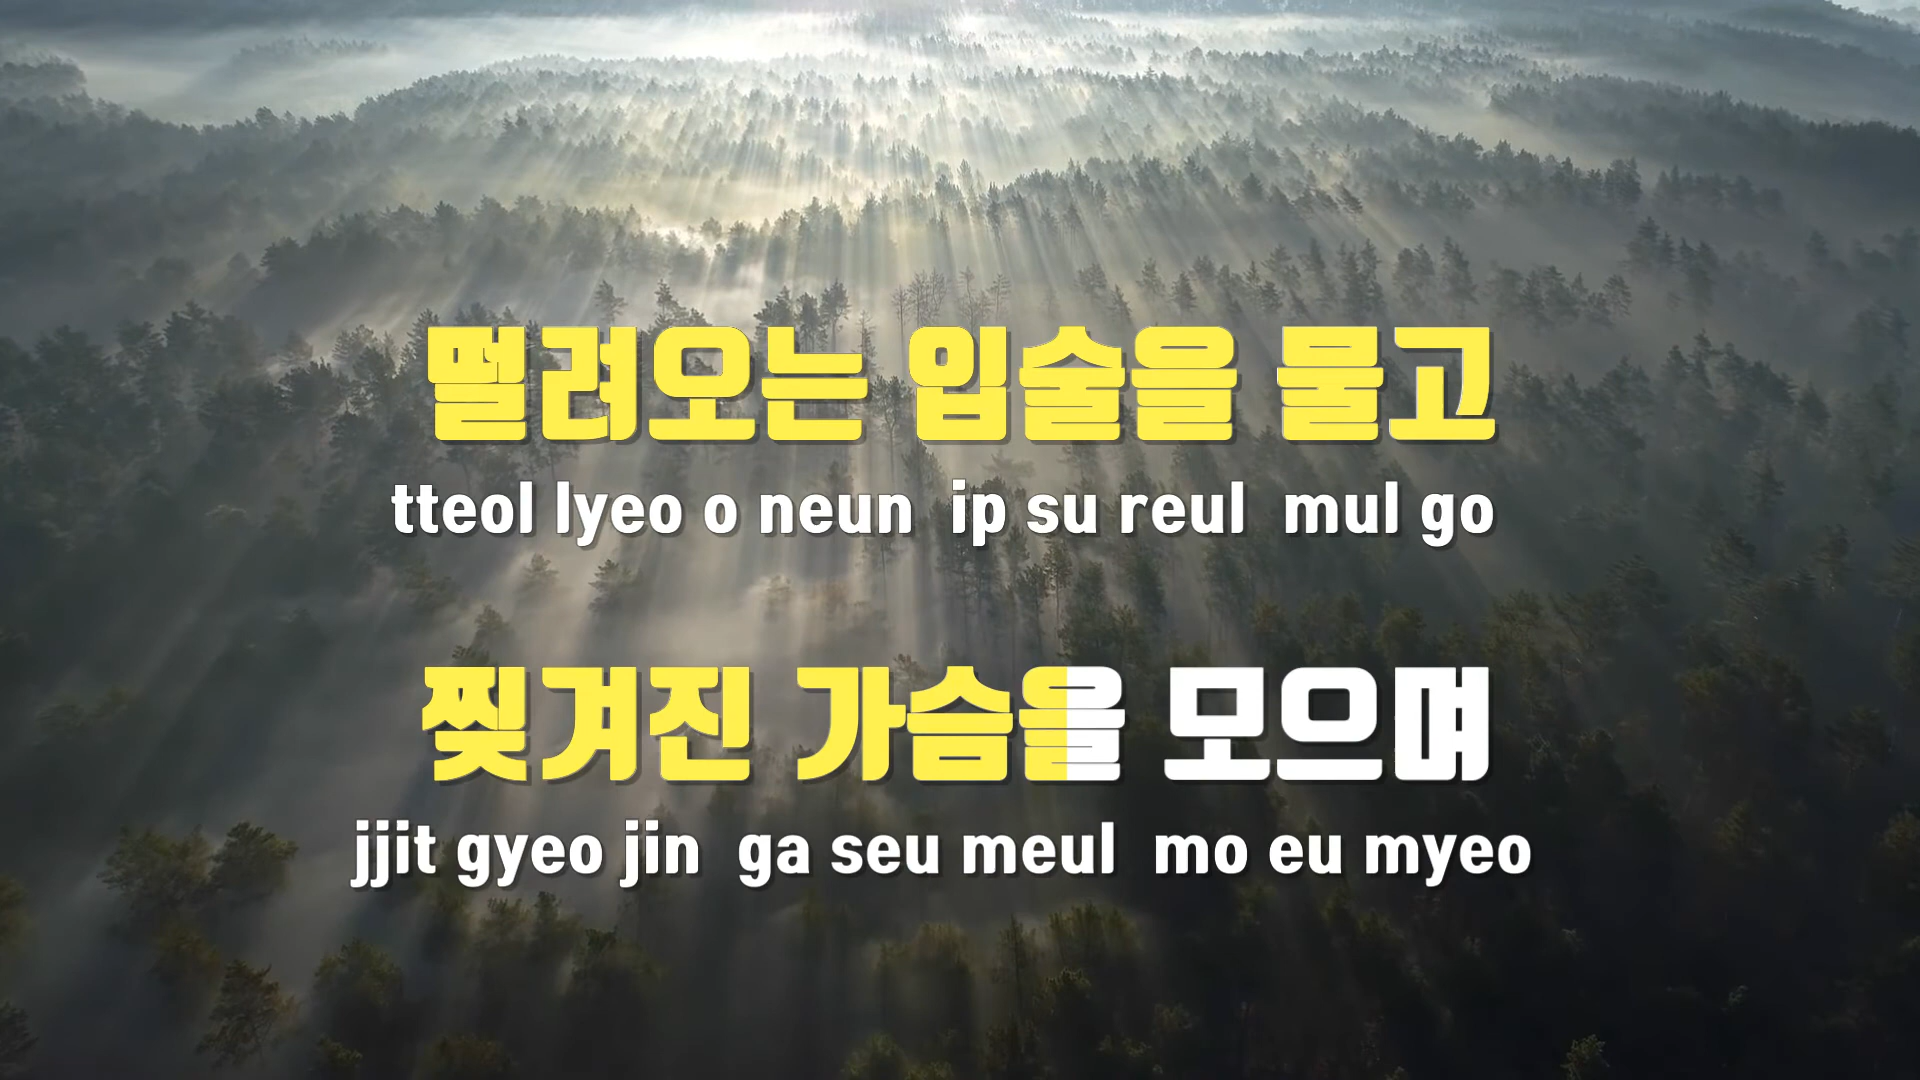 떨려오는 입술을 물고
tteol lyeo o neun ip su reul mul go
찢겨진 가슴을 모으며
jjit gyeo jin ga seu meul mo eu myeo